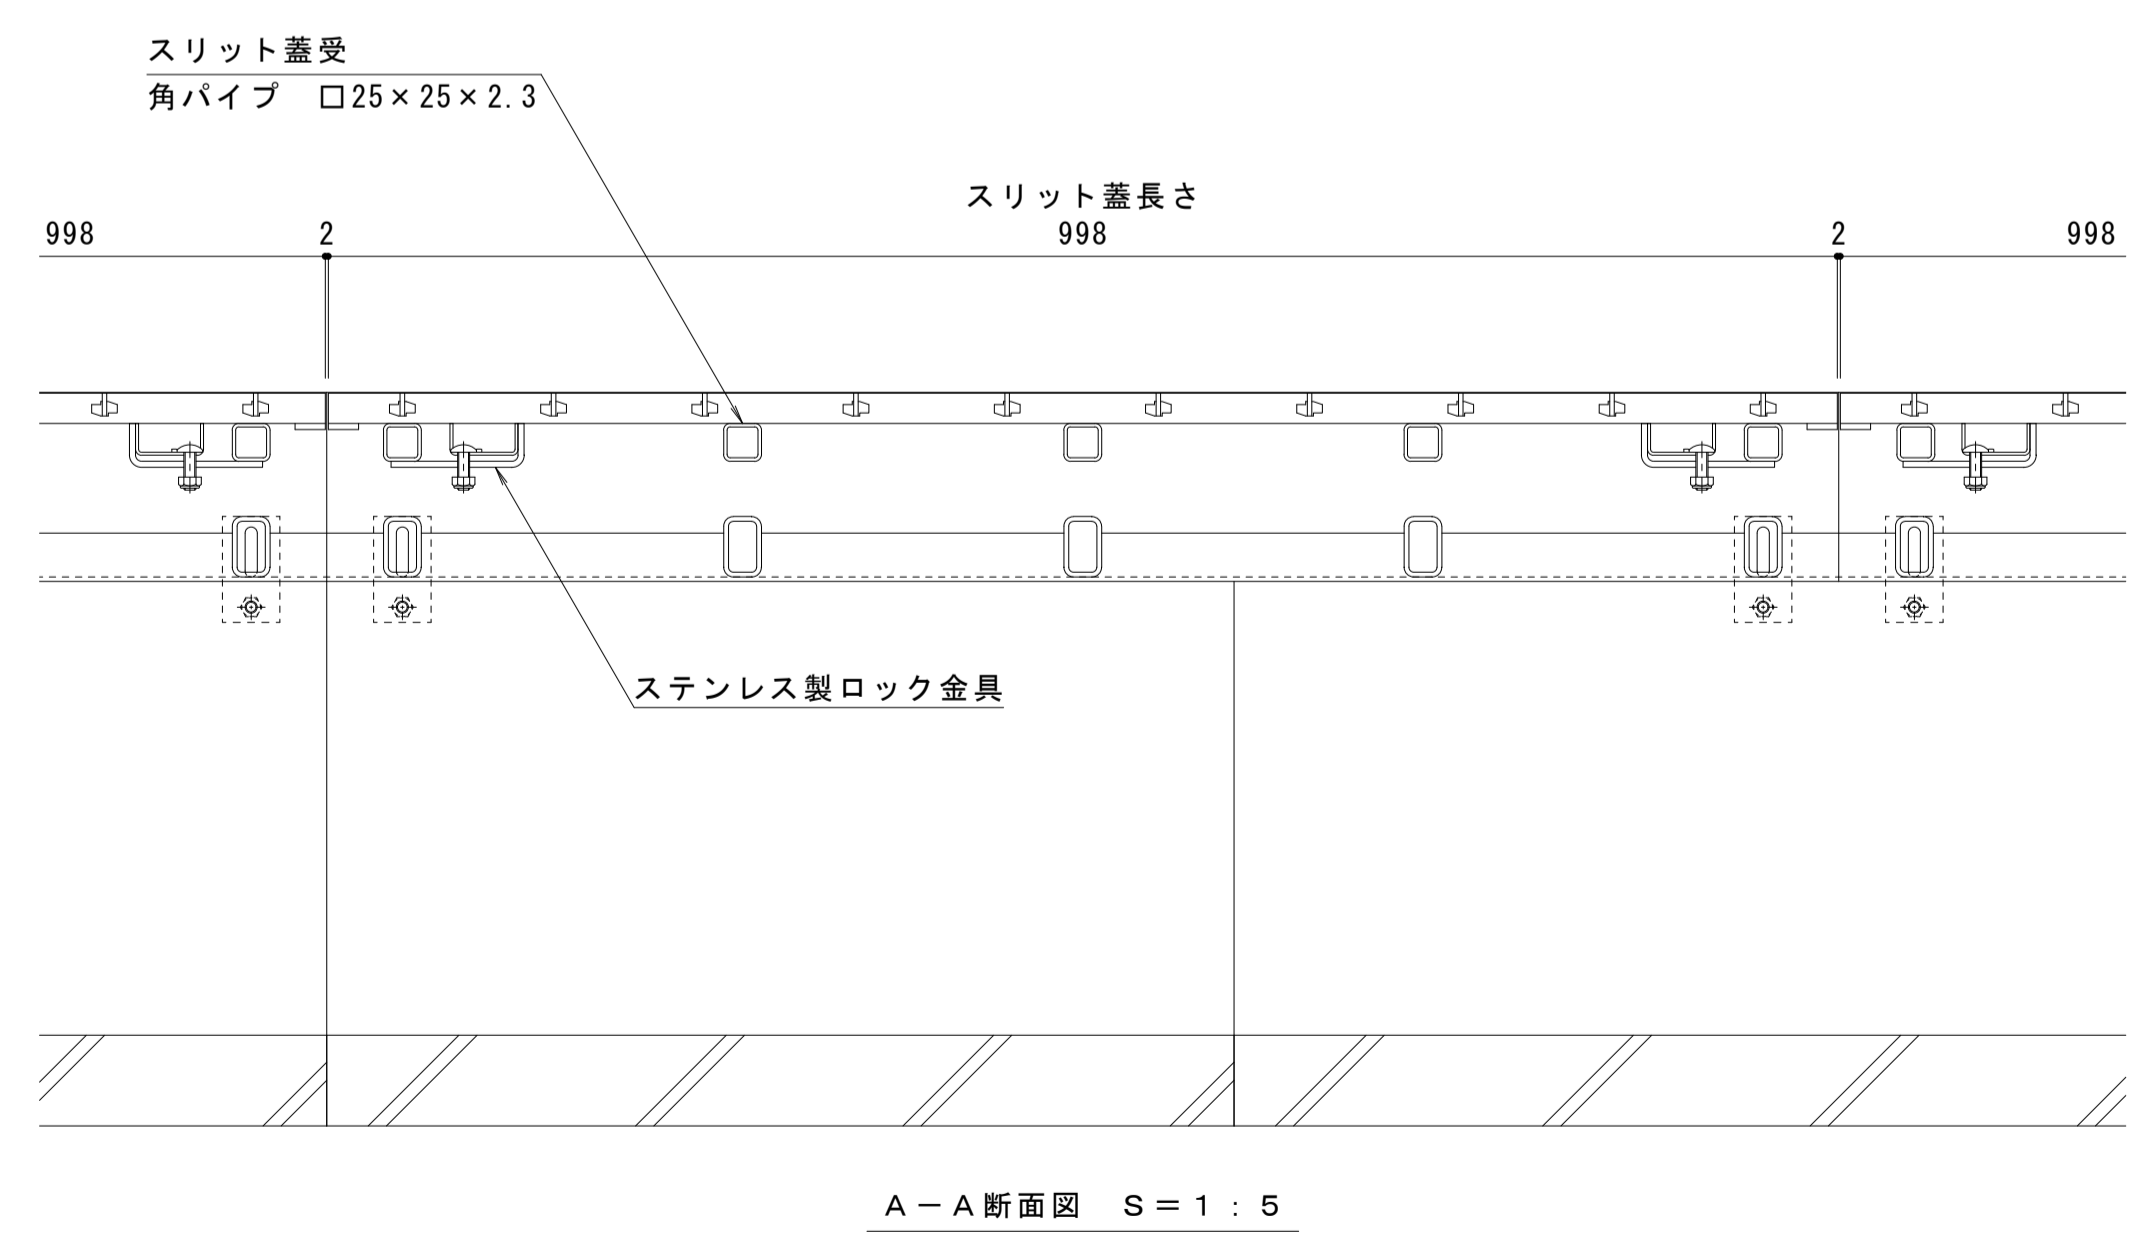 スリット蓋受
角パイプ　□25×25×2.3
スリット蓋長さ
998 2 998 2 998
ステンレス製ロック金具
A－A断面図　S＝1：5